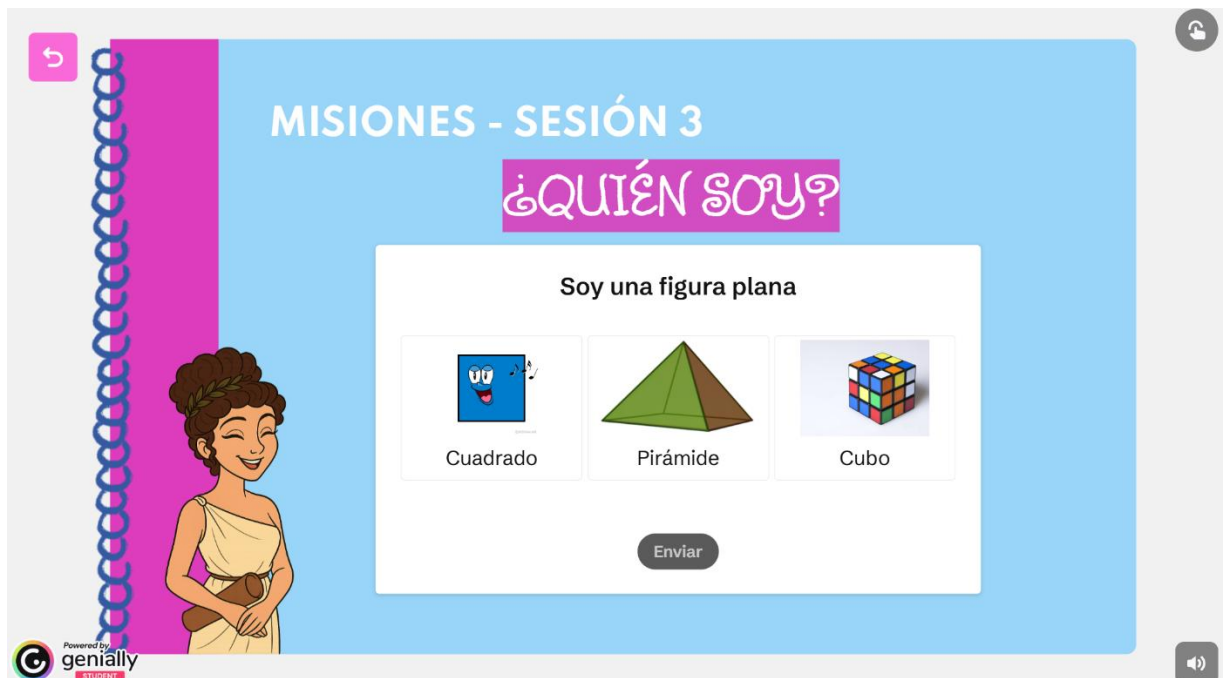 MISIONES - SESIÓN 3
¿QUIÉN SOY?
Soy una figura plana
Cuadrado
Pirámide
Cubo
Enviar
Powered by
genially
STUDENT